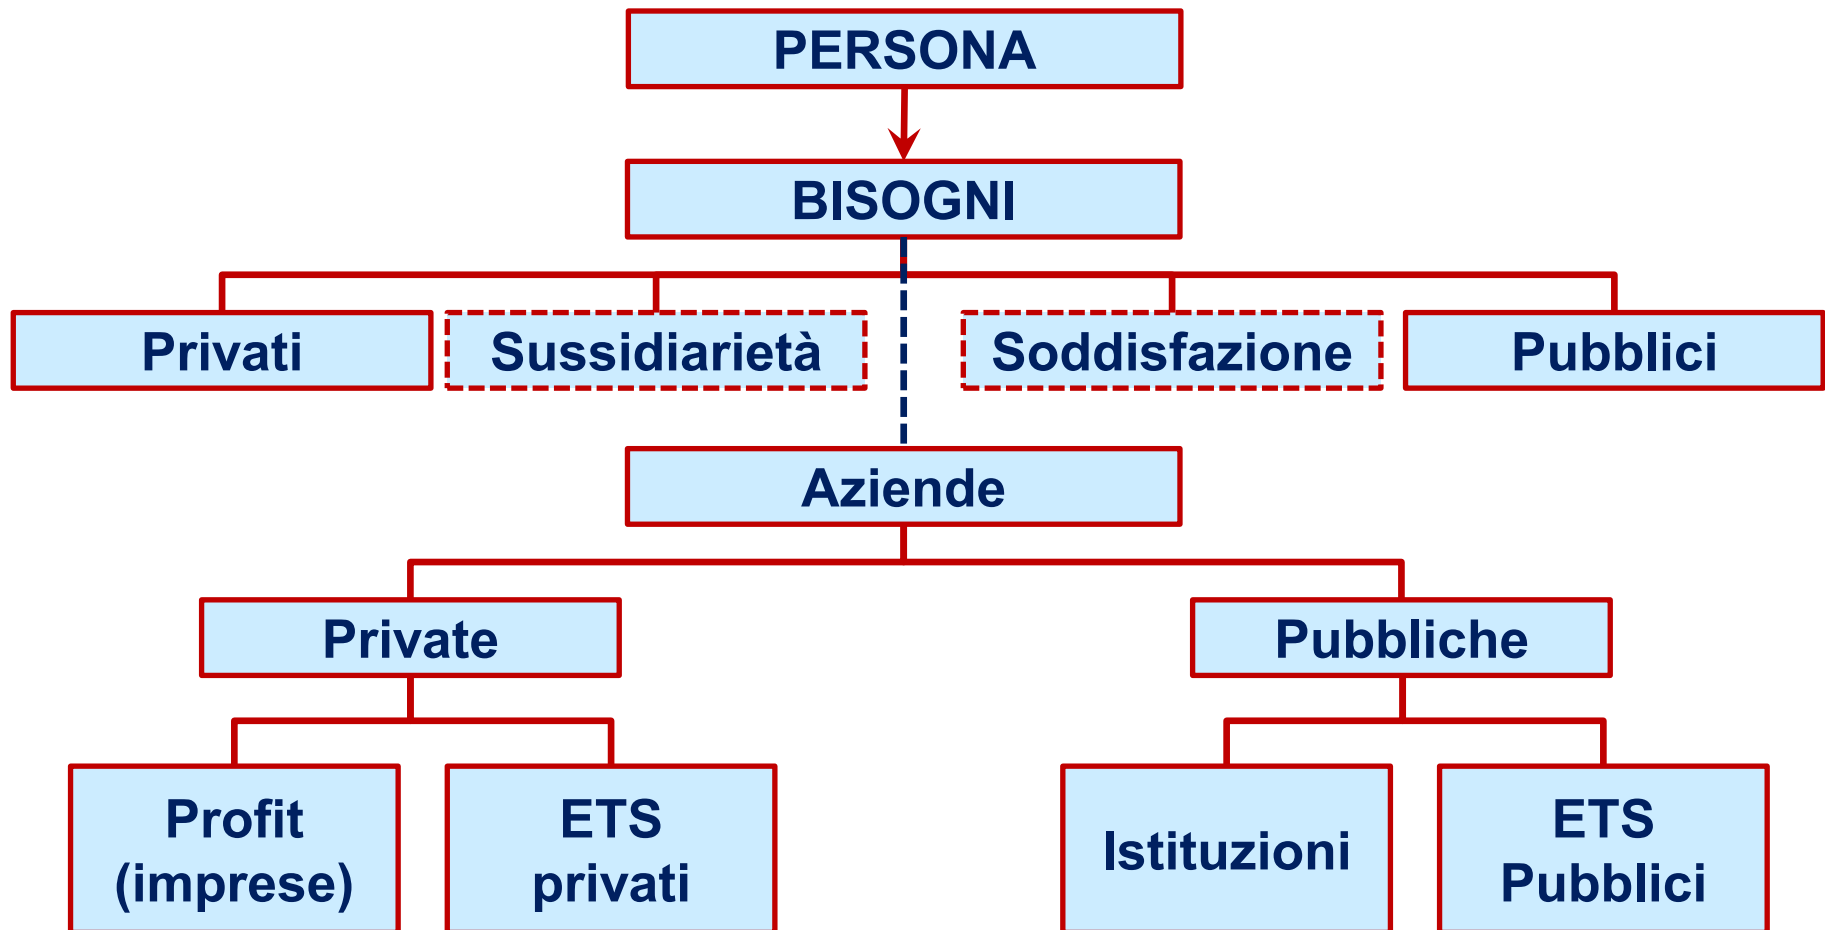 PERSONA
BISOGNI
Privati
Sussidiarietà
Soddisfazione
Pubblici
Aziende
Private
Pubbliche
Profit
(imprese)
ETS
privati
Istituzioni
ETS
Pubblici